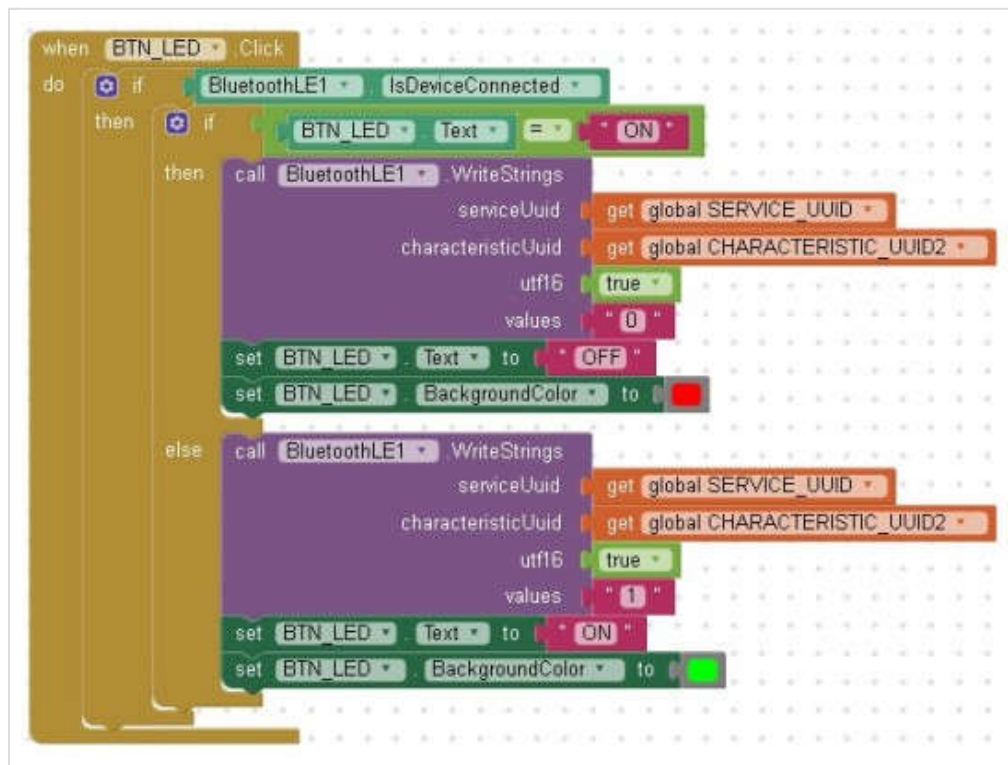 when BTN_LED .Click
do if BluetoothLE1 . IsDeviceConnected
then if BTN_LED . Text = " ON "
then call BluetoothLE1 .WriteStrings
serviceUuid get global SERVICE_UUID
characteristicUuid get global CHARACTERISTIC_UUID2
utf16 true
values " 0 "
set BTN_LED . Text to " OFF "
set BTN_LED . BackgroundColor to
else call BluetoothLE1 .WriteStrings
serviceUuid get global SERVICE_UUID
characteristicUuid get global CHARACTERISTIC_UUID2
utf16 true
values " 1 "
set BTN_LED . Text to " ON "
set BTN_LED . BackgroundColor to